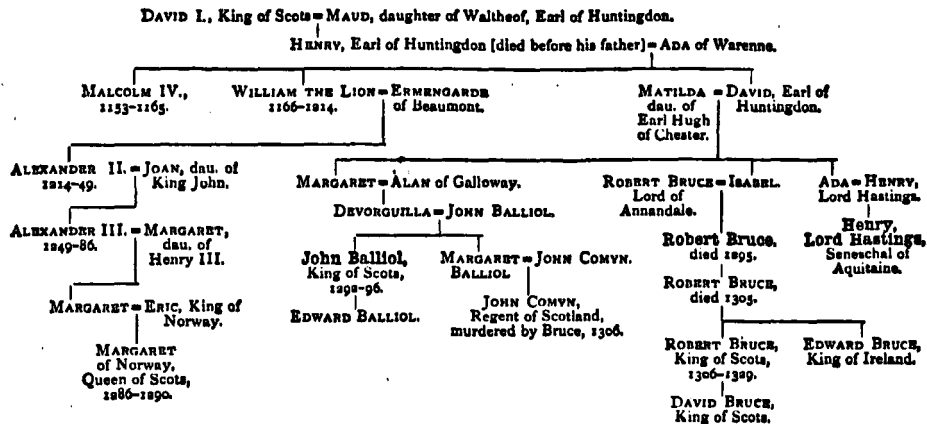 DAVID I., King of Scots = MAUD, daughter of Waltheof, Earl of Huntingdon.
HENRY, Earl of Huntingdon [died before his father] = ADA of Warenne.
MALCOLM IV.,
1153-1165.
WILLIAM THE LION = ERMENGARDE
1166-1214. of Beaumont.
MATILDA = DAVID, Earl of
dau. of Huntingdon.
Earl Hugh
of Chester.
ALEXANDER II. = JOAN, dau. of
1214-49. King John.
MARGARET = ALAN of Galloway.
ROBERT BRUCE = ISABEL.
Lord of
Annandale.
ADA = HENRY,
Lord Hastings.
DEVORGUILLA = JOHN BALLIOL.
ALEXANDER III. = MARGARET,
1249-86. dau. of
Henry III.
John Balliol,
King of Scots,
1292-96.
MARGARET = JOHN COMYN.
BALLIOL
Robert Bruce.
died 1295.
Henry,
Lord Hastings,
Seneschal of
Aquitaine.
MARGARET = ERIC, King of
Norway.
EDWARD BALLIOL.
JOHN COMYN,
Regent of Scotland,
murdered by Bruce, 1306.
ROBERT BRUCE,
died 1305.
MARGARET
of Norway,
Queen of Scots,
1286-1290.
ROBERT BRUCE,
King of Scots,
1306-1329.
EDWARD BRUCE,
King of Ireland.
DAVID BRUCE,
King of Scots.